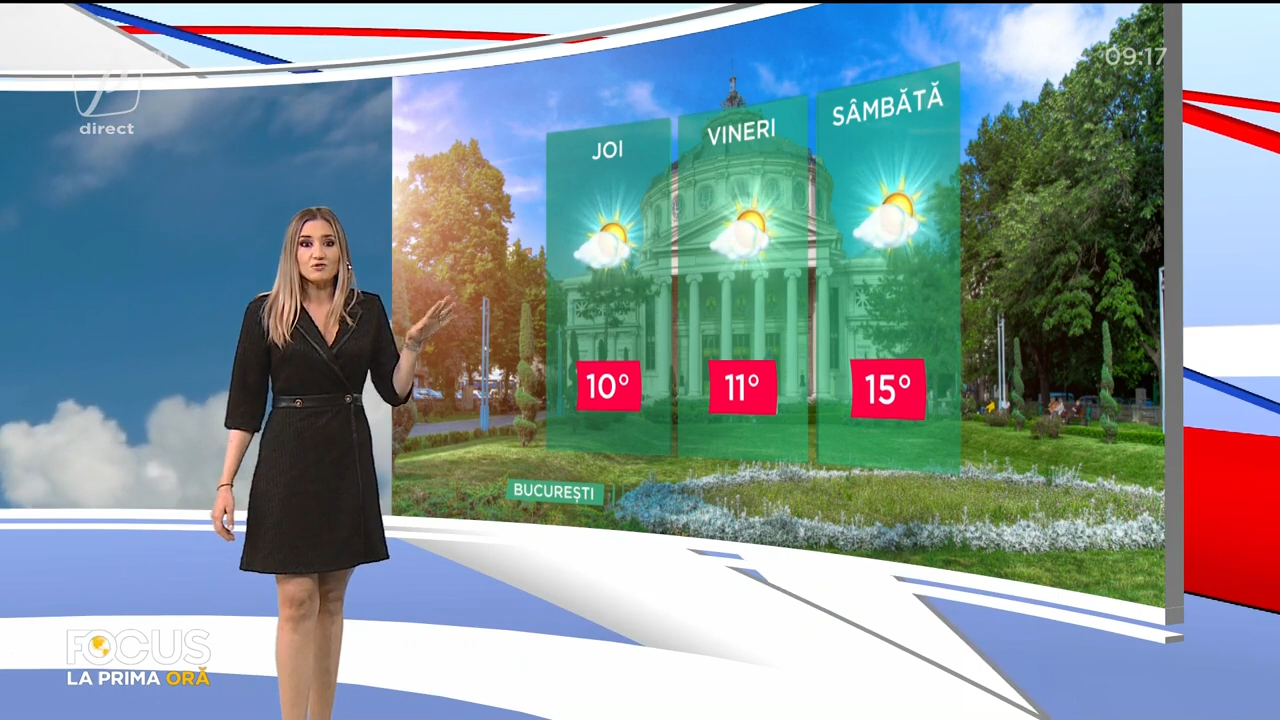 09:17
direct
JOI
VINERI
SÂMBĂTĂ
10°
11°
15°
BUCUREȘTI
FOCUS
LA PRIMA ORĂ